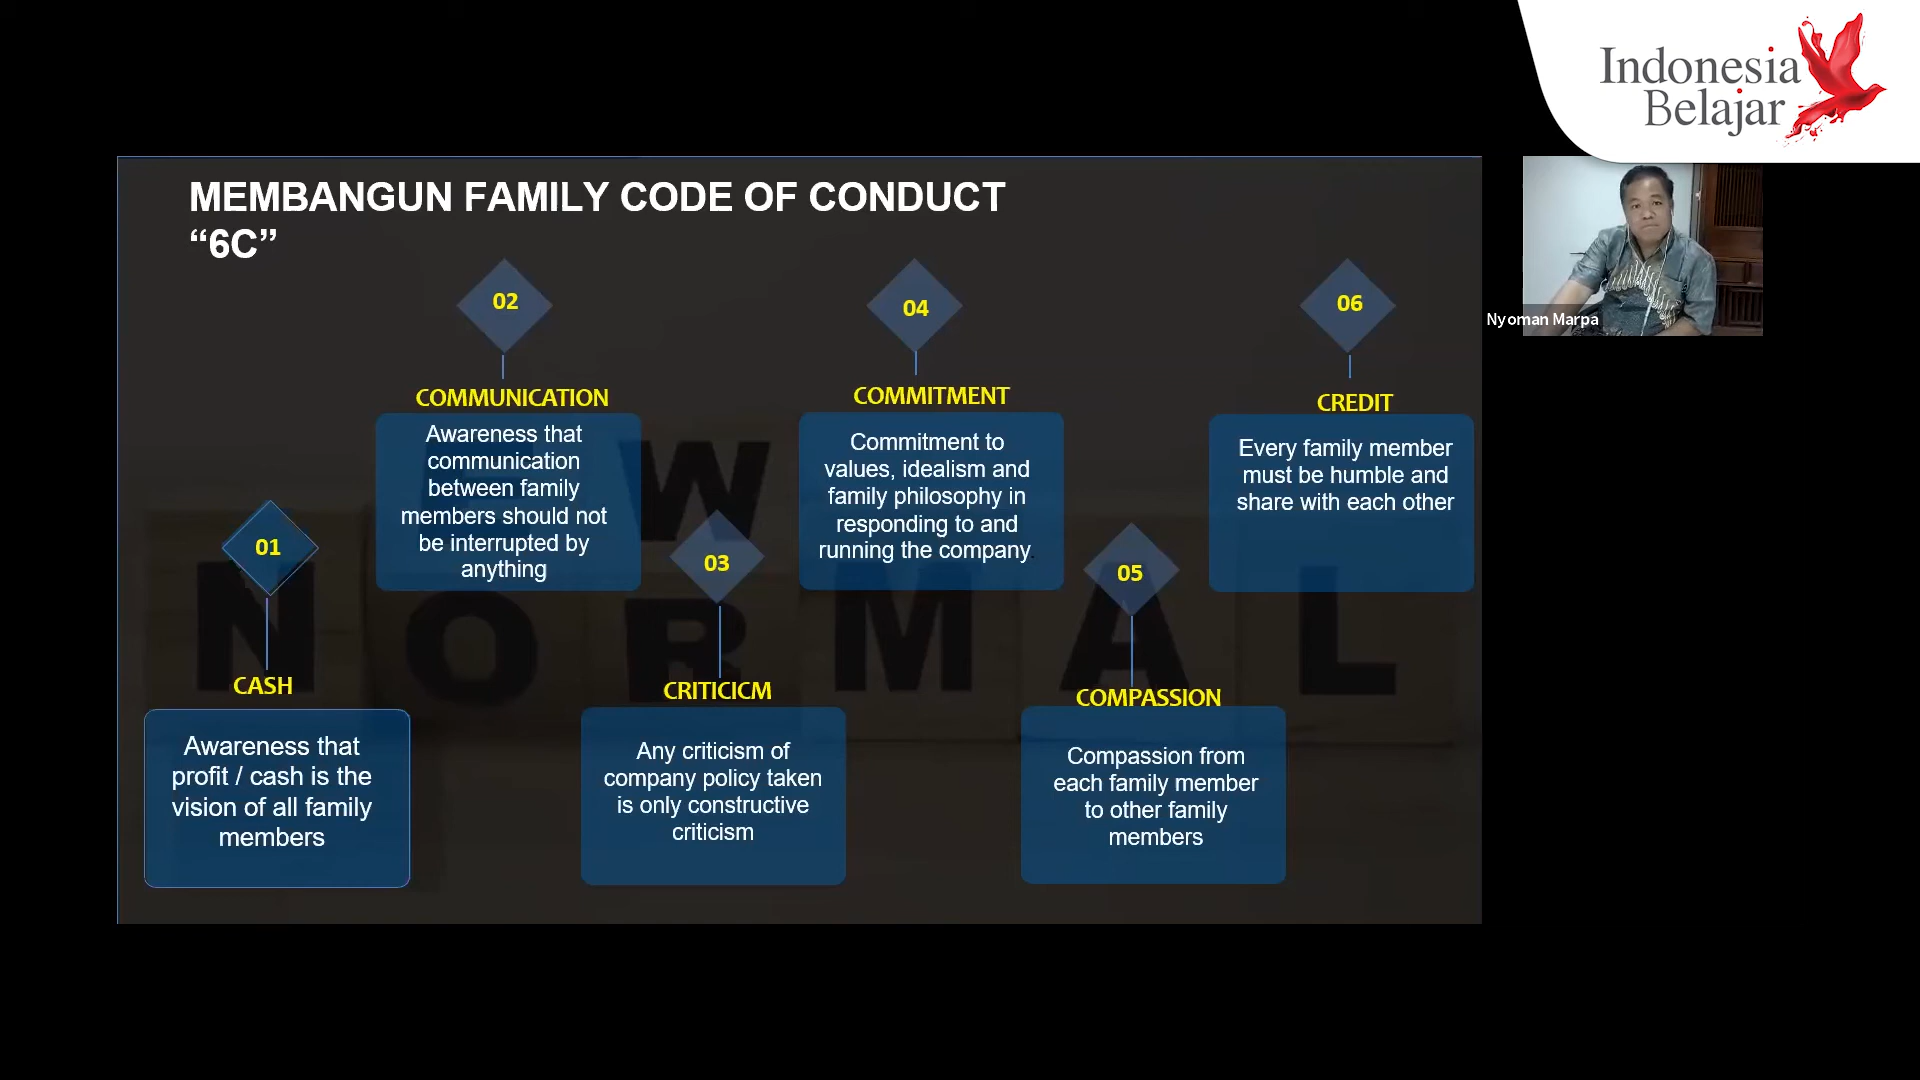 Indonesia
Belajar
MEMBANGUN FAMILY CODE OF CONDUCT
“6C”
01
CASH
Awareness that
profit / cash is the
vision of all family
members
02
COMMUNICATION
Awareness that
communication
between family
members should not
be interrupted by
anything
03
CRITICICM
Any criticism of
company policy taken
is only constructive
criticism
04
COMMITMENT
Commitment to
values, idealism and
family philosophy in
responding to and
running the company.
05
COMPASSION
Compassion from
each family member
to other family
members
06
CREDIT
Every family member
must be humble and
share with each other
W
NORMAL
Nyoman Marpa